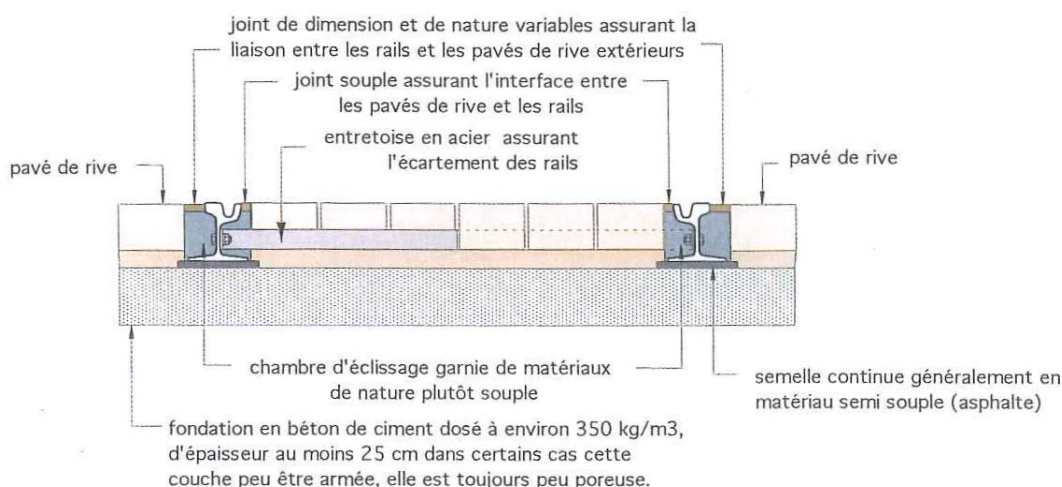 joint de dimension et de nature variables assurant la
liaison entre les rails et les pavés de rive extérieurs
joint souple assurant l'interface entre
les pavés de rive et les rails
entretoise en acier assurant
l'écartement des rails
pavé de rive
pavé de rive
chambre d'éclissage garnie de matériaux
de nature plutôt souple
semelle continue généralement en
matériau semi souple (asphalte)
fondation en béton de ciment dosé à environ 350 kg/m3,
d'épaisseur au moins 25 cm dans certains cas cette
couche peu être armée, elle est toujours peu poreuse.